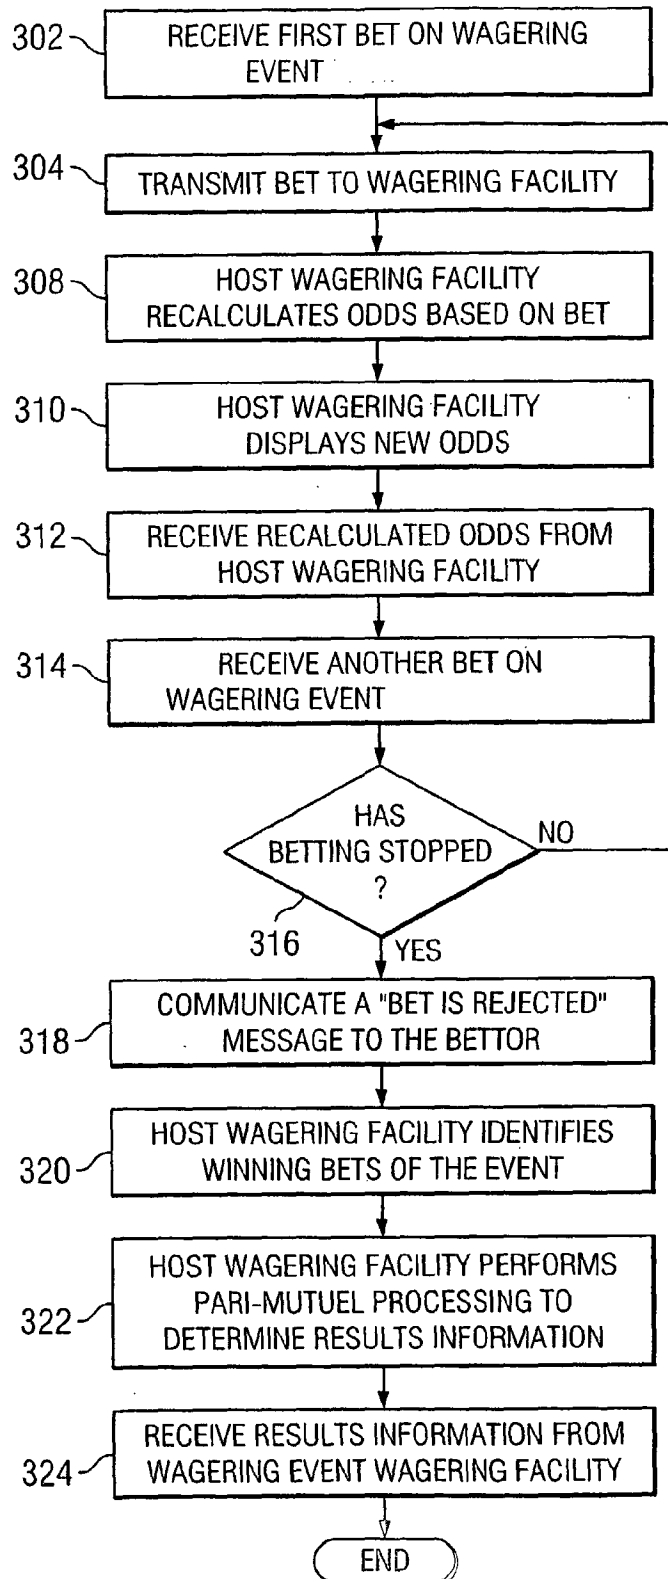 302
RECEIVE FIRST BET ON WAGERING
EVENT
304
TRANSMIT BET TO WAGERING FACILITY
308
HOST WAGERING FACILITY
RECALCULATES ODDS BASED ON BET
310
HOST WAGERING FACILITY
DISPLAYS NEW ODDS
312
RECEIVE RECALCULATED ODDS FROM
HOST WAGERING FACILITY
314
RECEIVE ANOTHER BET ON
WAGERING EVENT
HAS
BETTING STOPPED
?
NO
316
YES
318
COMMUNICATE A "BET IS REJECTED"
MESSAGE TO THE BETTOR
320
HOST WAGERING FACILITY IDENTIFIES
WINNING BETS OF THE EVENT
322
HOST WAGERING FACILITY PERFORMS
PARI-MUTUEL PROCESSING TO
DETERMINE RESULTS INFORMATION
324
RECEIVE RESULTS INFORMATION FROM
WAGERING EVENT WAGERING FACILITY
END